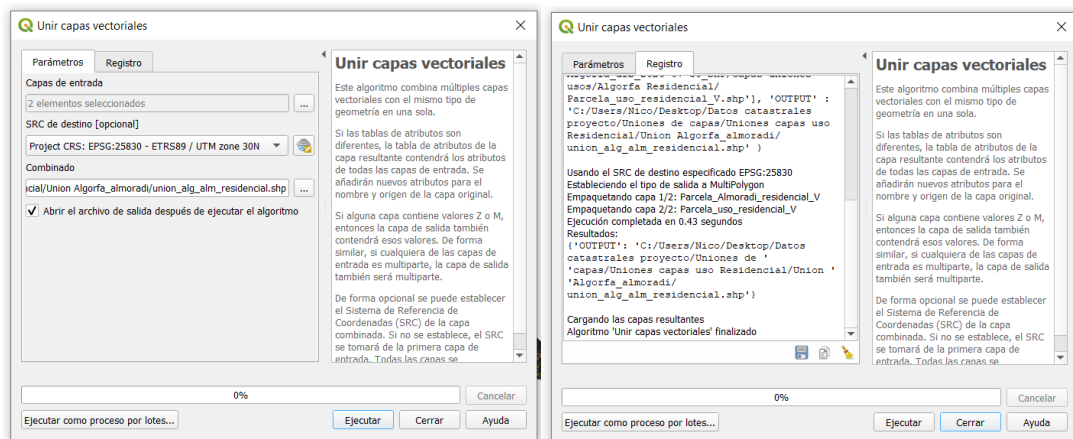 Unir capas vectoriales
Parámetros
Registro
Capas de entrada
2 elementos seleccionados
...
SRC de destino [opcional]
Project CRS: EPSG:25830 - ETRS89 / UTM zone 30N
Combinado
:ial/Union Algorfa_almoradi/union_alg_alm_residencial.shp
...
Abrir el archivo de salida después de ejecutar el algoritmo
Unir capas vectoriales
Este algoritmo combina múltiples capas
vectoriales con el mismo tipo de
geometría en una sola.
Si las tablas de atributos son
diferentes, la tabla de atributos de la
capa resultante contendrá los atributos
de todas las capas de entrada. Se
añadirán nuevos atributos para el
nombre y origen de la capa original.
Si alguna capa contiene valores Z o M,
entonces la capa de salida también
contendrá esos valores. De forma
similar, si cualquiera de las capas de
entrada es multiparte, la capa de salida
también será multiparte.
De forma opcional se puede establecer
el Sistema de Referencia de
Coordenadas (SRC) de la capa
combinada. Si no se establece, el SRC
se tomará de la primera capa de
entrada. Todas las capas se
0%
Cancelar
Ejecutar como proceso por lotes...
Ejecutar
Cerrar
Ayuda
Unir capas vectoriales
Parámetros
Registro
usos/Algorfa Residencial/
Parcela_uso_residencial_V.shp'], 'OUTPUT' :
'C:/Users/Nico/Desktop/Datos catastrales
proyecto/Uniones de capas/Uniones capas uso
Residencial/Union Algorfa_almoradi/
union_alg_alm_residencial.shp' }
Usando el SRC de destino especificado EPSG:25830
Estableciendo el tipo de salida a MultiPolygon
Empaquetando capa 1/2: Parcela_Almoradi_residencial_V
Empaquetando capa 2/2: Parcela_uso_residencial_V
Ejecución completada en 0.43 segundos
Resultados:
{'OUTPUT': 'C:/Users/Nico/Desktop/Datos
catastrales proyecto/Uniones de '
'capas/Uniones capas uso Residencial/Union '
'Algorfa_almoradi/
union_alg_alm_residencial.shp'}
Cargando las capas resultantes
Algoritmo 'Unir capas vectoriales' finalizado
Unir capas vectoriales
Este algoritmo combina múltiples capas
vectoriales con el mismo tipo de
geometría en una sola.
Si las tablas de atributos son
diferentes, la tabla de atributos de la
capa resultante contendrá los atributos
de todas las capas de entrada. Se
añadirán nuevos atributos para el
nombre y origen de la capa original.
Si alguna capa contiene valores Z o M,
entonces la capa de salida también
contendrá esos valores. De forma
similar, si cualquiera de las capas de
entrada es multiparte, la capa de salida
también será multiparte.
De forma opcional se puede establecer
el Sistema de Referencia de
Coordenadas (SRC) de la capa
combinada. Si no se establece, el SRC
se tomará de la primera capa de
entrada. Todas las capas se
0%
Cancelar
Ejecutar como proceso por lotes...
Ejecutar
Cerrar
Ayuda